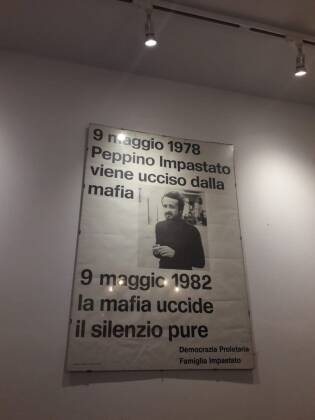 9 maggio 1978
Peppino Impastato
viene ucciso dalla
mafia
9 maggio 1982
la mafia uccide
il silenzio pure
Democrazia Proletaria
Famiglia Impastato